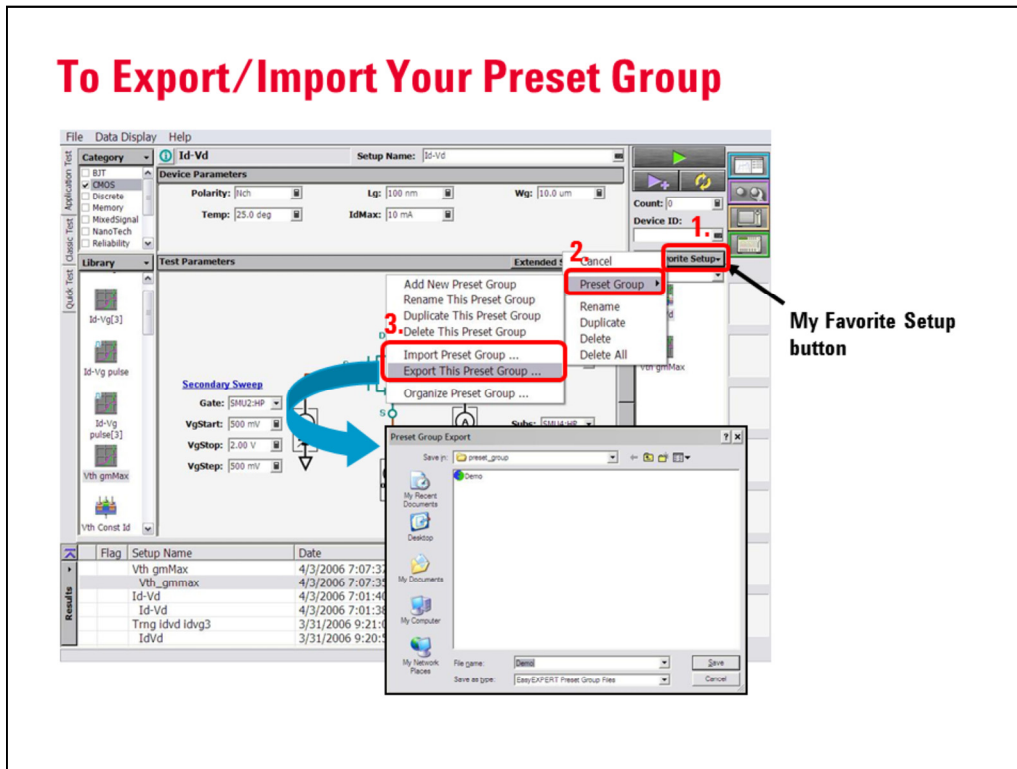 To Export/Import Your Preset Group
File Data Display Help
Application Test
Classic Test
Quick Test
Category
BJT
CMOS
Discrete
Memory
MixedSignal
NanoTech
Reliability
Library
Id-Vg[3]
Id-Vg pulse
Id-Vg
pulse[3]
Vth gmMax
Vth Const Id
Id-Vd
Setup Name: Id-Vd
Device Parameters
Polarity: Nch
Lg: 100 nm
Wg: 10.0 um
Temp: 25.0 deg
IdMax: 10 mA
Test Parameters
Extended
Secondary Sweep
Gate: SMU2:HP
VgStart: 500 mV
VgStop: 2.00 V
VgStep: 500 mV
S
Subs: SMU4:HP
A
Count: 0
Device ID:
1.
Setup
Vth gmMax
2.
Cancel
Preset Group
Rename
Duplicate
Delete
Delete All
3.
Add New Preset Group
Rename This Preset Group
Duplicate This Preset Group
Delete This Preset Group
Import Preset Group ...
Export This Preset Group ...
Organize Preset Group ...
My Favorite Setup
button
Preset Group Export
Save in: preset_group
Demo
My Recent
Documents
Desktop
My Documents
My Computer
My Network
Places
File name: Demo
Save as type: EasyEXPERT Preset Group Files
Save
Cancel
Results
Flag Setup Name Date
Vth gmMax 4/3/2006 7:07:37
Vth_gmmax 4/3/2006 7:07:35
Id-Vd 4/3/2006 7:01:40
Id-Vd 4/3/2006 7:01:38
Trng idvd idvg3 3/31/2006 9:21:0
IdVd 3/31/2006 9:20:5